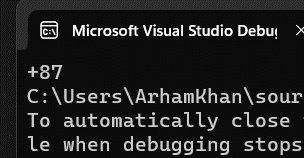 Microsoft Visual Studio Debug
+87
C:\Users\ArhamKhan\sour
To automatically close
le when debugging stops